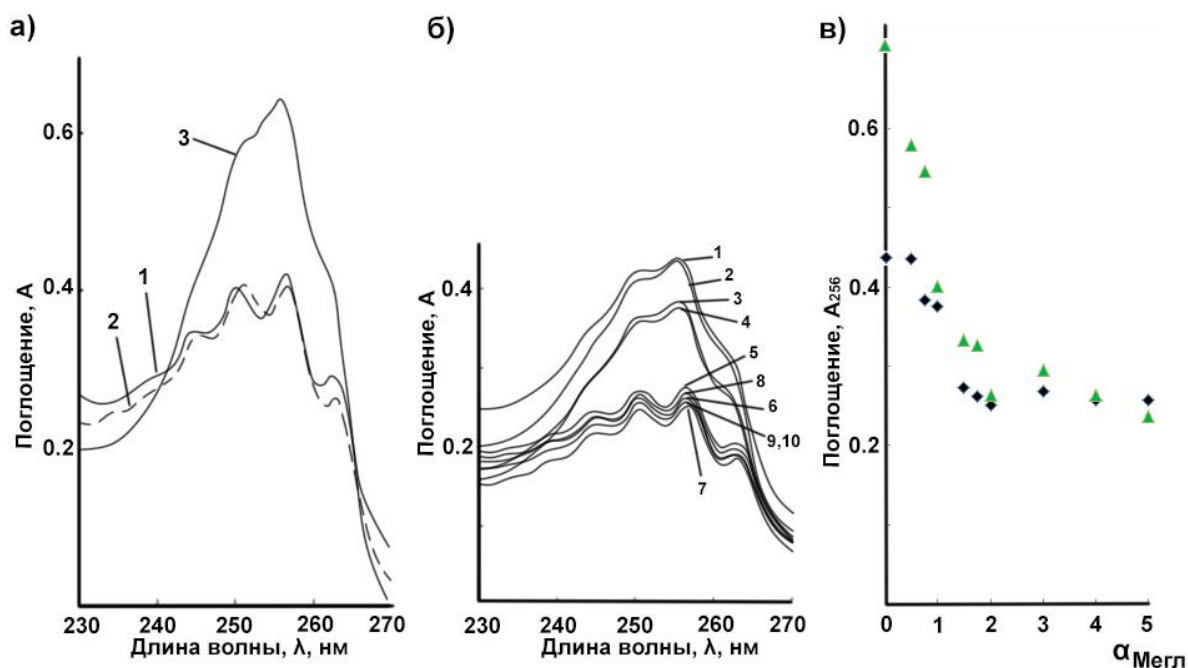 а)
Поглощение, А
0.6
0.4
0.2
3
1
2
230 240 250 260 270
Длина волны, λ, нм
б)
Поглощение, А
0.4
0.2
1
2
3
4
5
8
6
9,10
7
230 240 250 260 270
Длина волны, λ, нм
в)
Поглощение, А256
0.6
0.4
0.2
0 1 2 3 4 5
αМегл